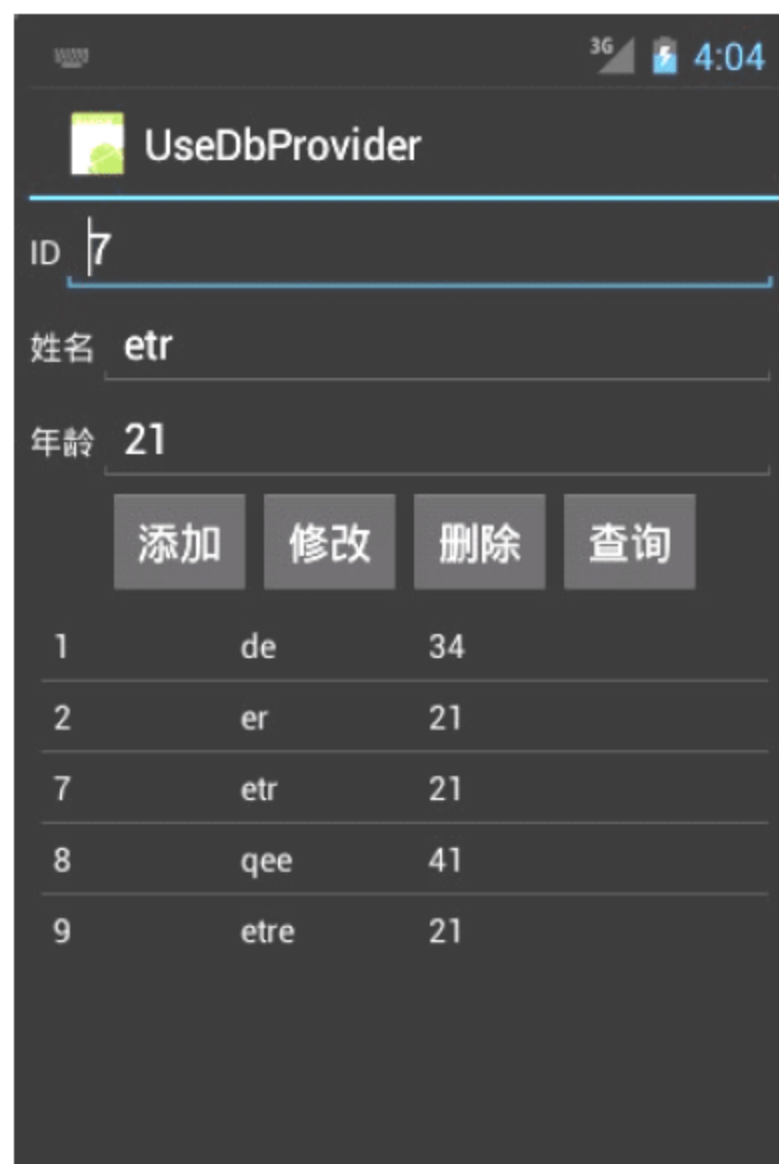 3G 4:04
UseDbProvider
ID 7
姓名 etr
年龄 21
添加 修改 删除 查询
1 de 34
2 er 21
7 etr 21
8 qee 41
9 etre 21